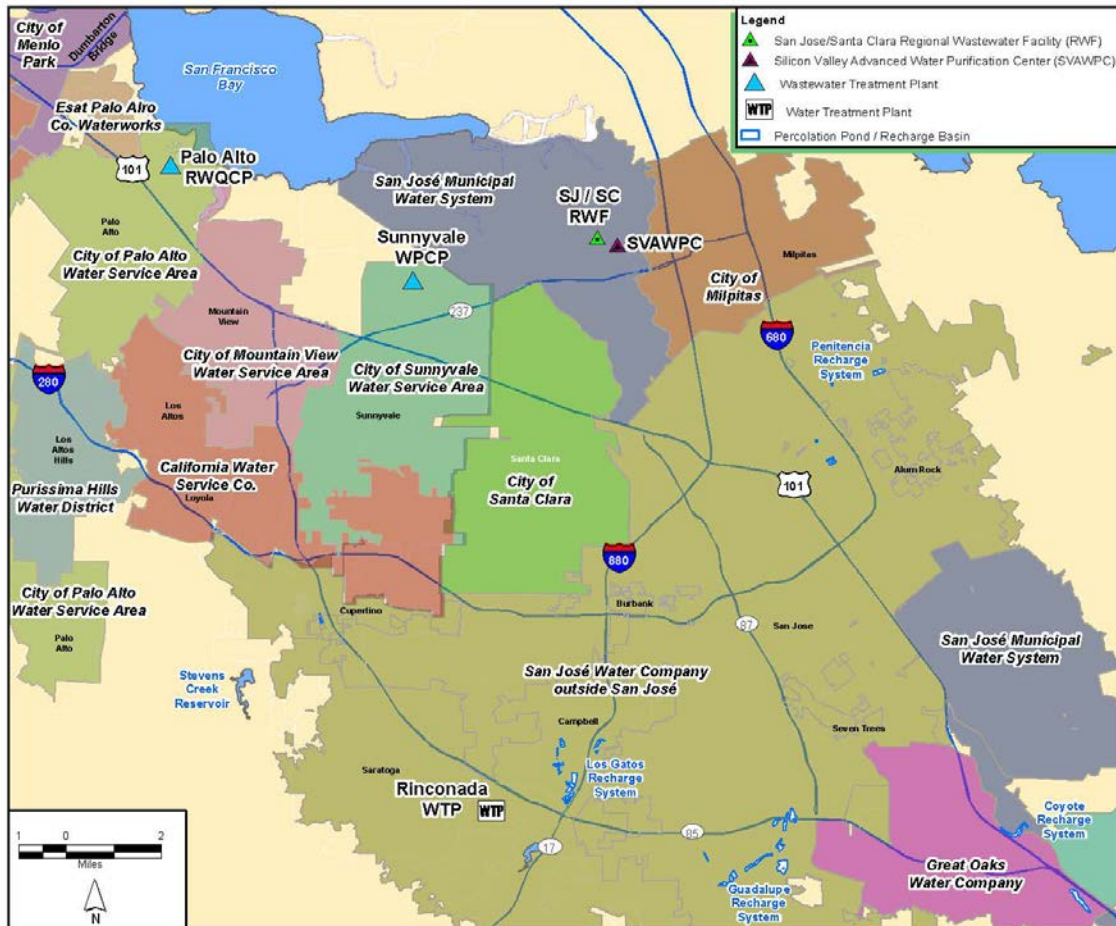 City of
Menlo
Park
Dumbarton
Bridge
San Francisco
Bay
Legend
San Jose/Santa Clara Regional Wastewater Facility (RWF)
Silicon Valley Advanced Water Purification Center (SVAWPC)
Wastewater Treatment Plant
WTP
Water Treatment Plant
Percolation Pond / Recharge Basin
Esat Palo Alro
Co. Waterworks
101
Palo Alto
RWQCP
Palo
Alto
City of Palo Alto
Water Service Area
San José Municipal
Water System
SJ / SC
RWF
SVAWPC
Sunnyvale
WPCP
Milpitas
City of
Milpitas
237
Mountain
View
City of Mountain View
Water Service Area
City of Sunnyvale
Water Service Area
Sunnyvale
680
Penitencia
Recharge
System
280
Los
Altos
Los
Altos
Hills
California Water
Service Co.
Loyola
Purissima Hills
Water District
Santa Clara
City of
Santa Clara
Alum Rock
101
880
City of Palo Alto
Water Service Area
Palo
Alto
Cupertino
Burbank
87
San Jose
San José Municipal
Water System
Stevens
Creek
Reservoir
San José Water Company
outside San José
Campbell
Seven Trees
Saratoga
Los Gatos
Recharge
System
Rinconada
WTP
WTP
17
85
Coyote
Recharge
System
Great Oaks
Water Company
Guadalupe
Recharge
System
1
0
2
Miles
N